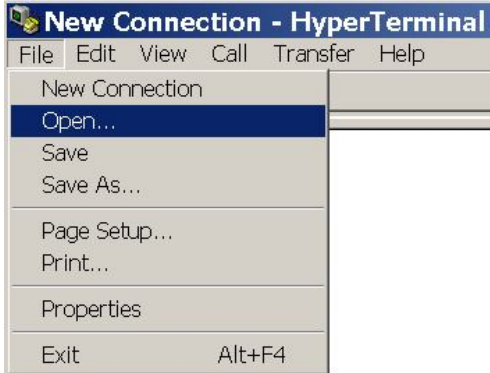 New Connection - HyperTerminal
File Edit View Call Transfer Help
New Connection
Open...
Save
Save As...
Page Setup...
Print...
Properties
Exit Alt+F4